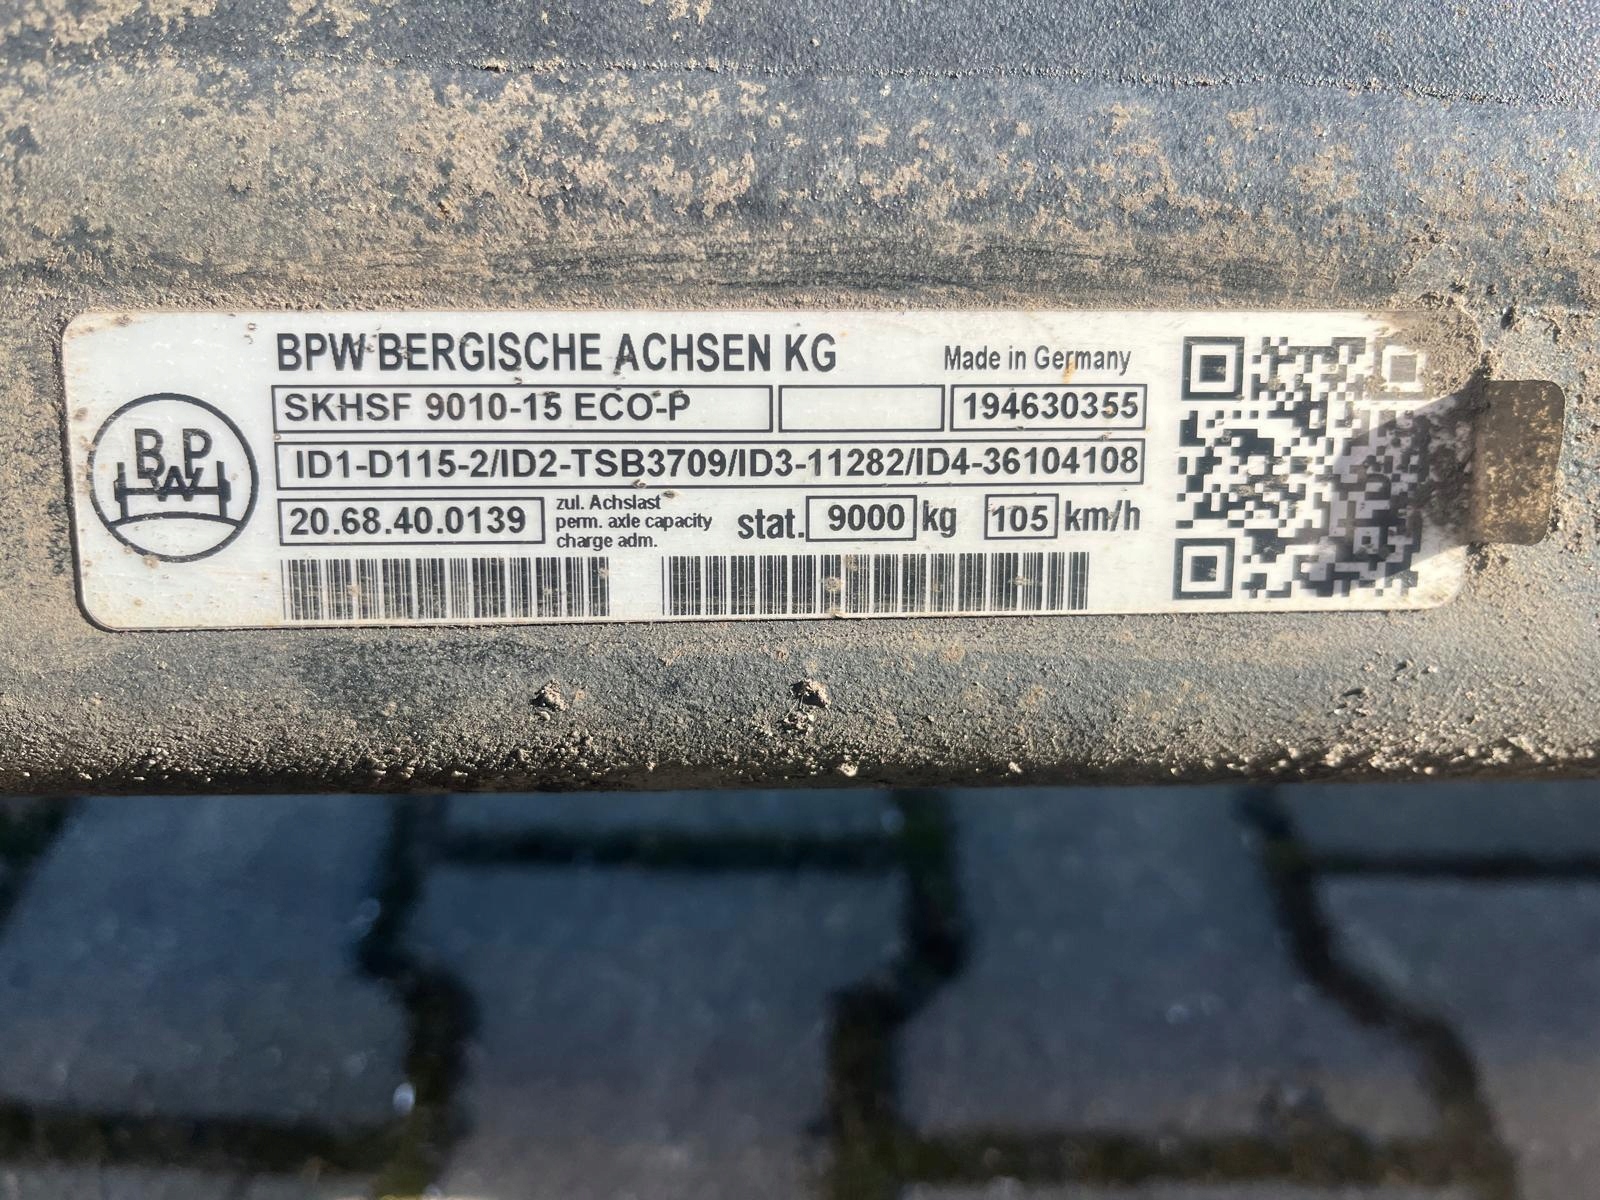 BPW BERGISCHE ACHSEN KG
Made in Germany
SKHSF 9010-15 ECO-P
194630355
ID1-D115-2/ID2-TSB3709/ID3-11282/ID4-36104108
BPW
20.68.40.0139
zul. Achslast
perm. axle capacity
charge adm.
stat. 9000 kg 105 km/h